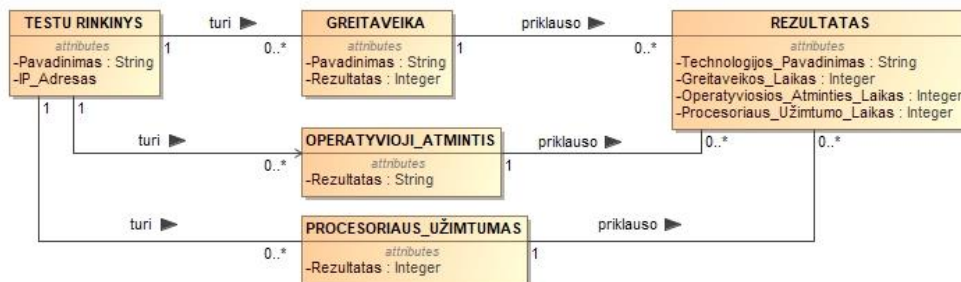 TESTU RINKINYS
attributes
-Pavadinimas : String
-IP_Adresas
turi
1
0..*
GREITAVEIKA
attributes
-Pavadinimas : String
-Rezultatas : Integer
priklauso
1
0..*
REZULTATAS
attributes
-Technologijos_Pavadinimas : String
-Greitaveikos_Laikas : Integer
-Operatyviosios_Atminties_Laikas : Integer
-Procesoriaus_Užimtumo_Laikas : Integer
1
1
turi
0..*
OPERATYVIOJI_ATMINTIS
attributes
-Rezultatas : String
priklauso
1
0..*
0..*
turi
0..*
PROCESORIAUS_UŽIMTUMAS
attributes
-Rezultatas : Integer
priklauso
1